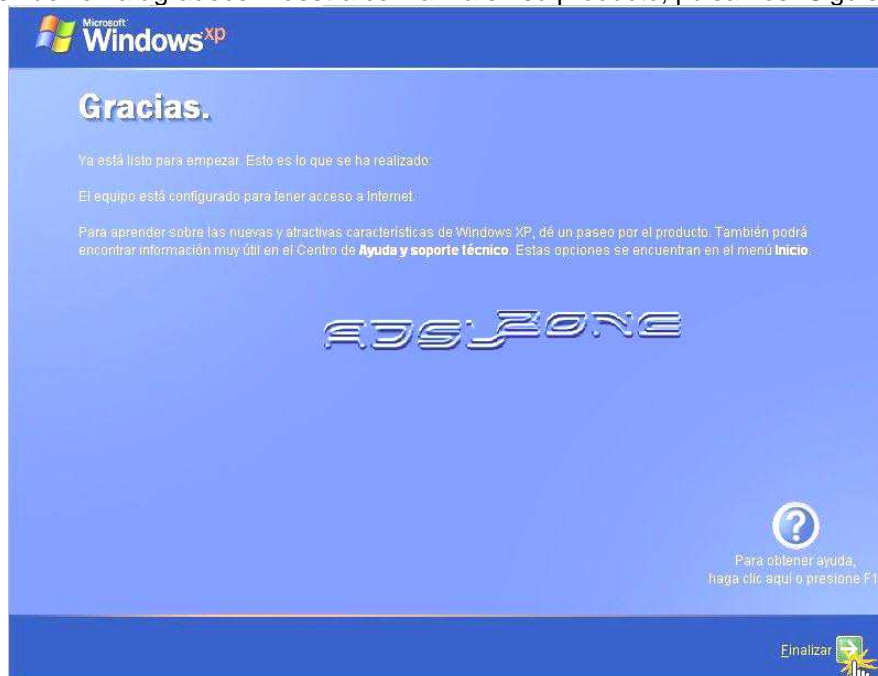 Microsoft
Windows xp
Gracias.
Ya está listo para empezar. Esto es lo que se ha realizado:
El equipo está configurado para tener acceso a Internet
Para aprender sobre las nuevas y atractivas características de Windows XP, dé un paseo por el producto. También podrá
encontrar información muy útil en el Centro de Ayuda y soporte técnico. Estas opciones se encuentran en el menú Inicio.
ADSLZONE
Para obtener ayuda,
haga clic aquí o presione F1
Finalizar